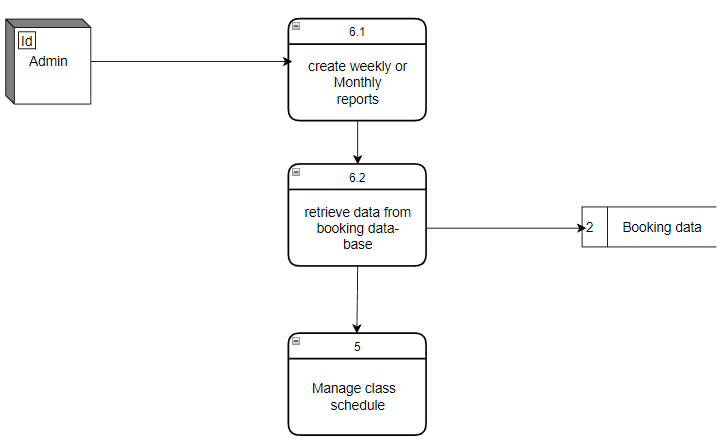 Id
Admin
6.1
create weekly or
Monthly
reports
6.2
retrieve data from
booking data-
base
2
Booking data
5
Manage class
schedule